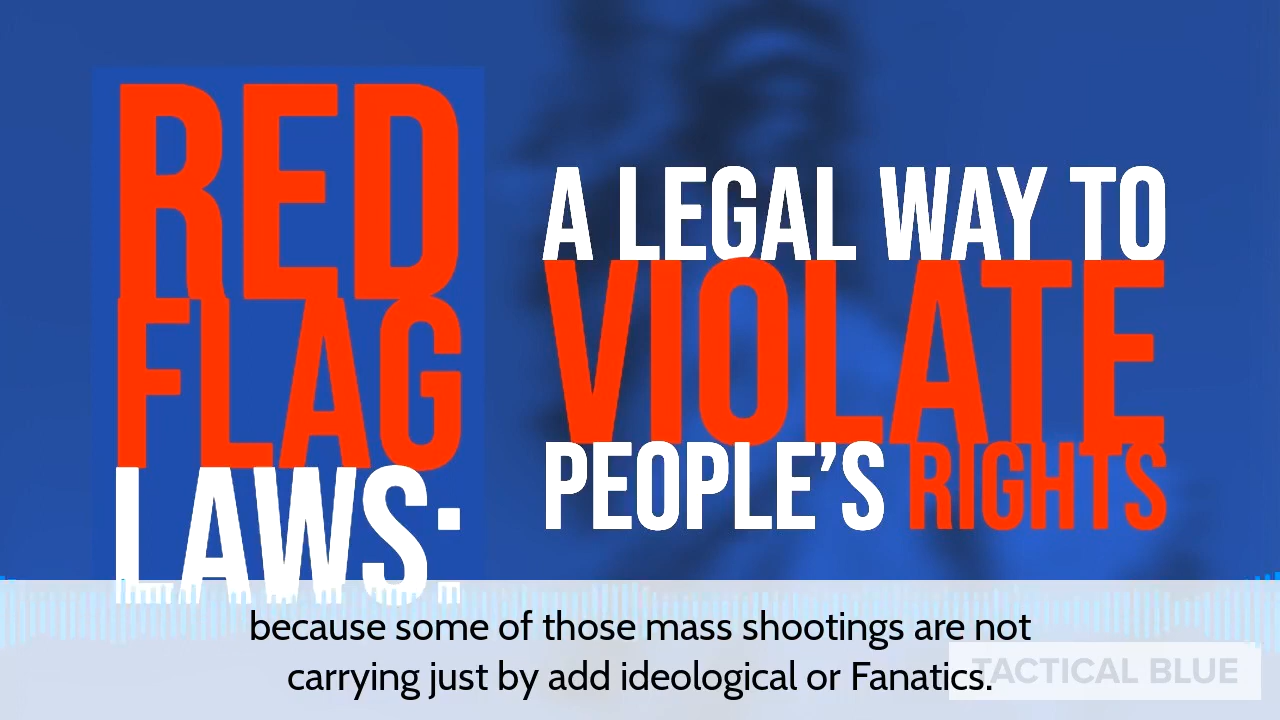 RED
FLAG
LAWS:
A LEGAL WAY TO
VIOLATE
PEOPLE’S RIGHTS
because some of those mass shootings are not
carrying just by add ideological or Fanatics.
TACTICAL BLUE